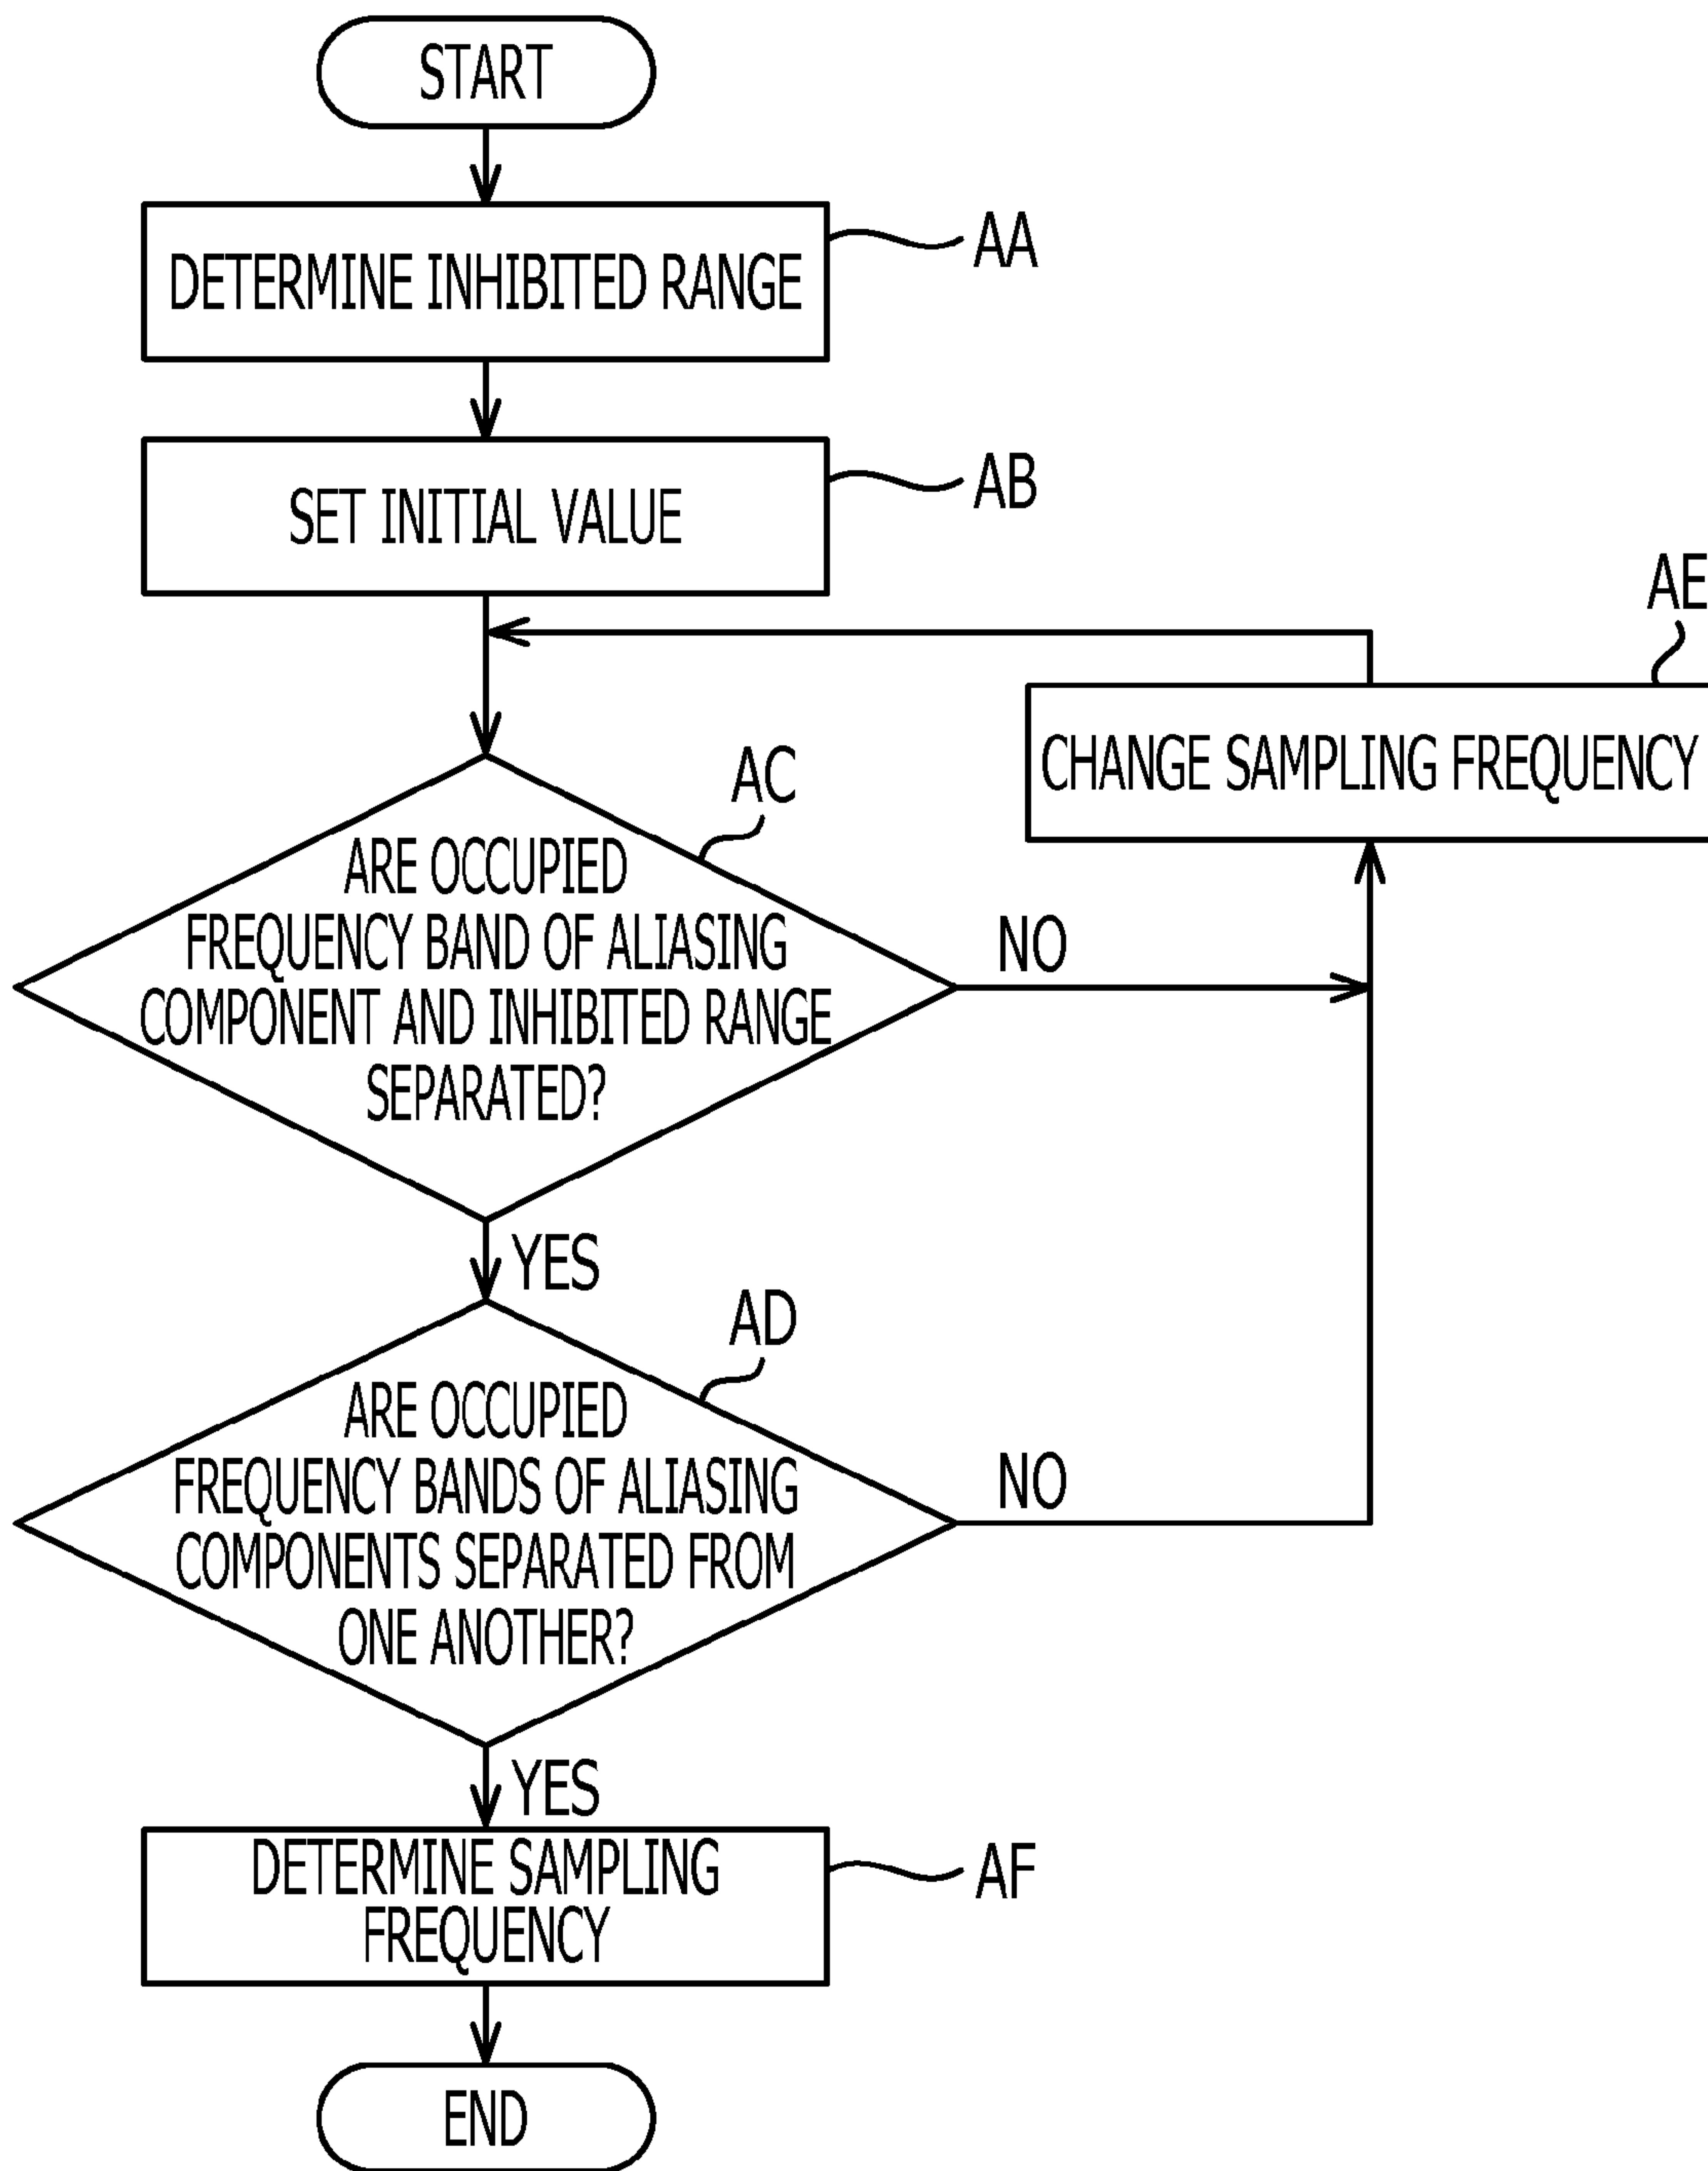 START
DETERMINE INHIBITED RANGE
AA
SET INITIAL VALUE
AB
AE
CHANGE SAMPLING FREQUENCY
AC
ARE OCCUPIED
FREQUENCY BAND OF ALIASING
COMPONENT AND INHIBITED RANGE
SEPARATED?
NO
YES
AD
ARE OCCUPIED
FREQUENCY BANDS OF ALIASING
COMPONENTS SEPARATED FROM
ONE ANOTHER?
NO
YES
DETERMINE SAMPLING
FREQUENCY
AF
END